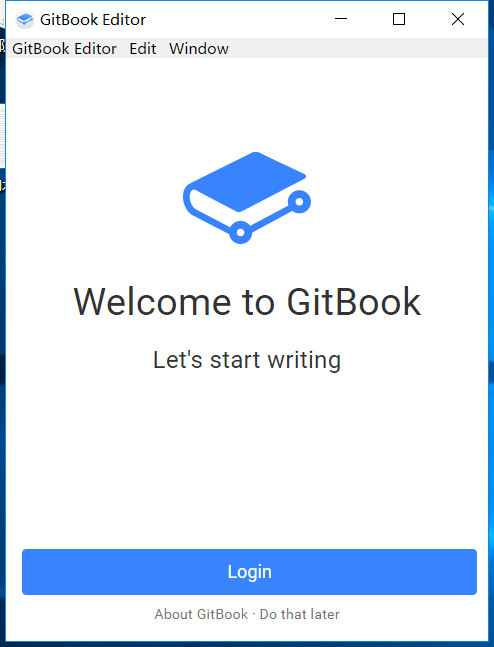 GitBook Editor
GitBook Editor Edit Window
Welcome to GitBook
Let's start writing
Login
About GitBook · Do that later